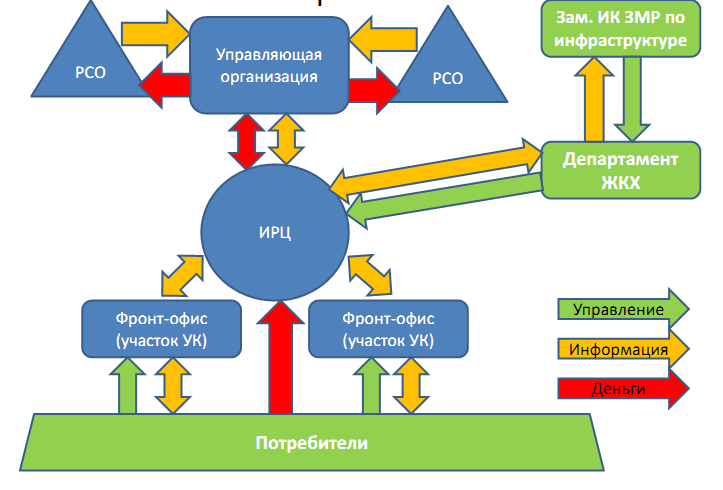 Зам. ИК ЗМР по
инфраструктуре
Управляющая
организация
РСО
РСО
Департамент
ЖКХ
ИРЦ
Фронт-офис
(участок УК)
Фронт-офис
(участок УК)
Управление
Информация
Деньги
Потребители